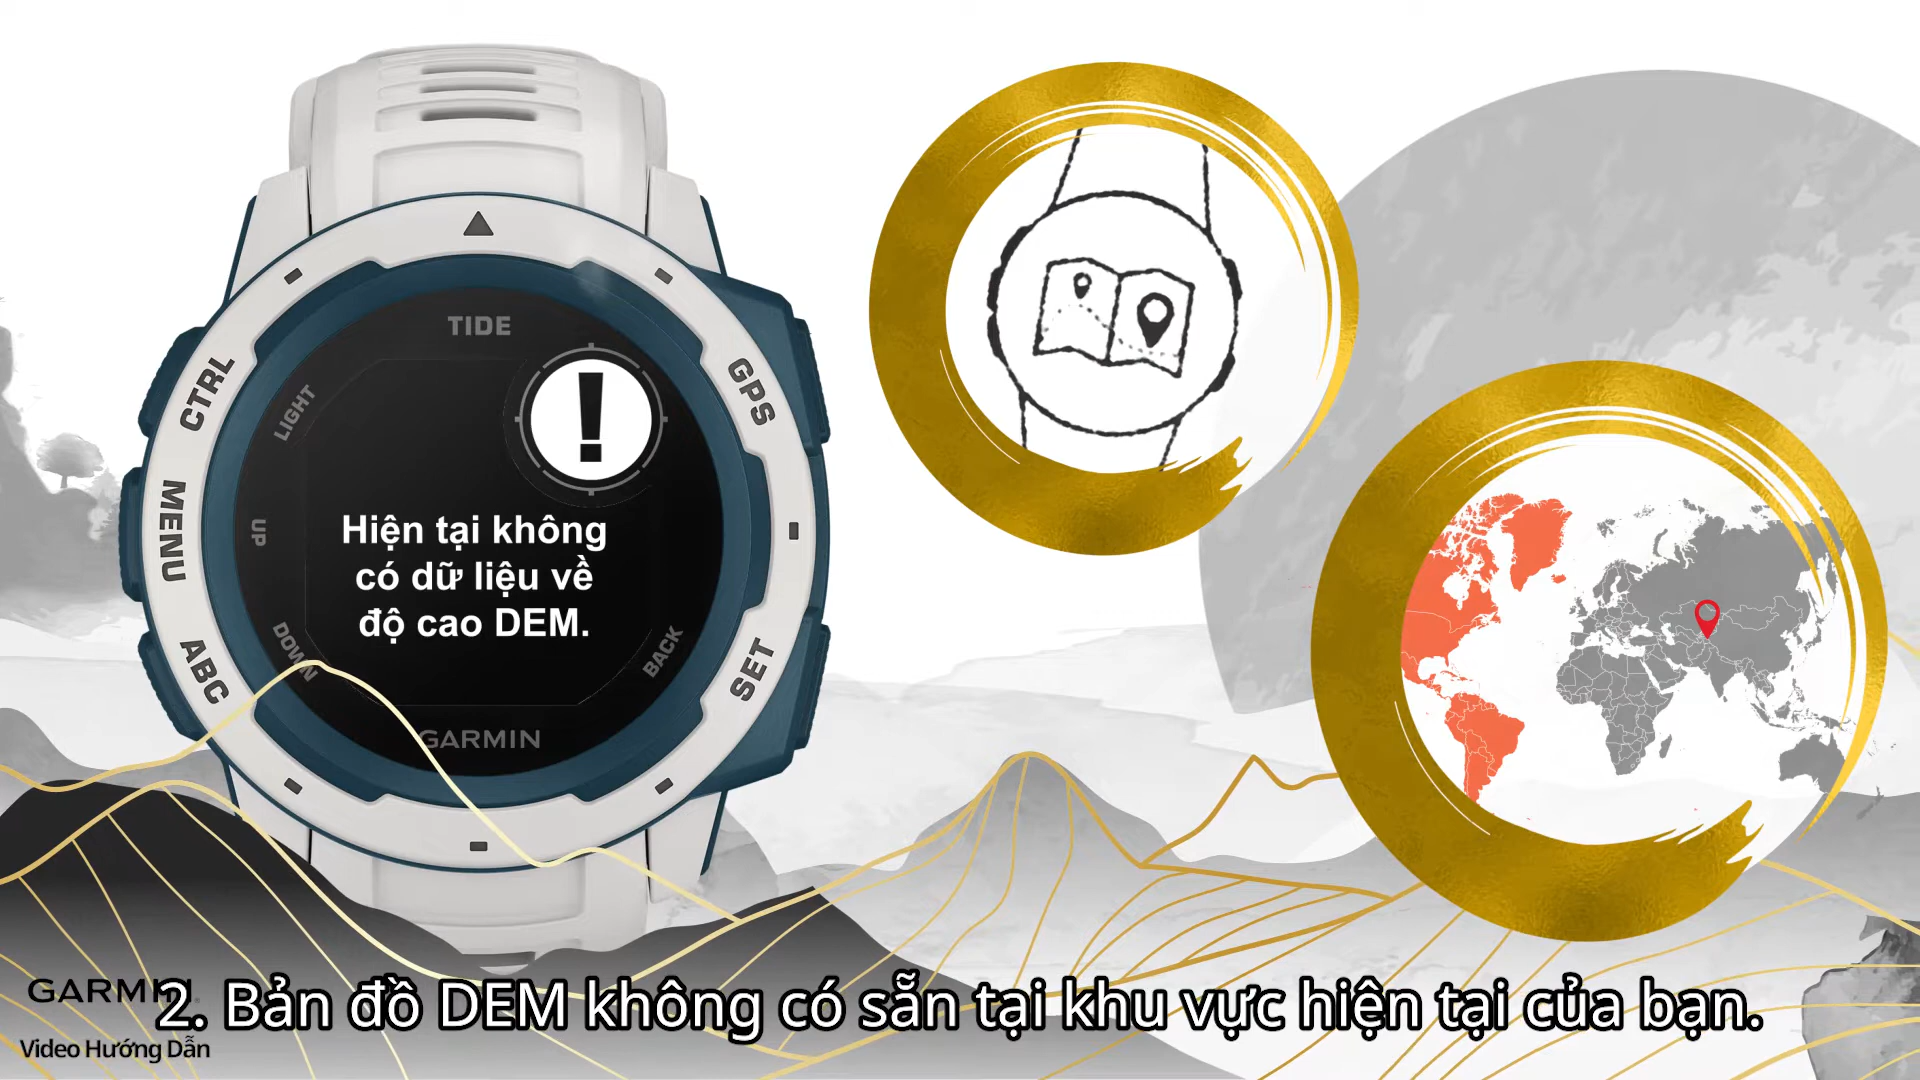 TIDE
CTRL
LIGHT
GPS
MENU
UP
Hiện tại không
có dữ liệu về
độ cao DEM.
ABC
DOWN
BACK
SET
GARMIN
2. Bản đồ DEM không có sẵn tại khu vực hiện tại của bạn.
GARMIN
Video Hướng Dẫn